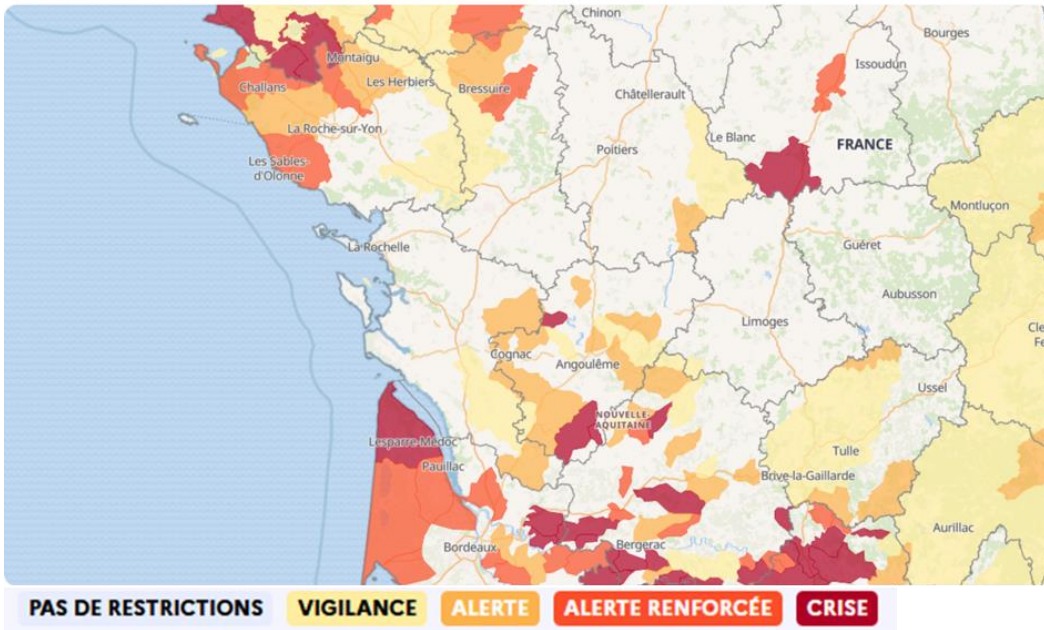 Chinon
Bourges
Montaigu
Issoudun
Challans
Les Herbiers
Bressuire
Châtellerault
La Roche-sur-Yon
Le Blanc
FRANCE
Poitiers
Les Sables-
d'Olonne
Montluçon
La Rochelle
Guéret
Aubusson
Limoges
Cle
Fe
Cognac
Angoulême
Ussel
NOUVELLE-
AQUITAINE
Lesparre-Médoc
Tulle
Pauillac
Brive-la-Gaillarde
Aurillac
Bordeaux
Bergerac
PAS DE RESTRICTIONS VIGILANCE ALERTE ALERTE RENFORCÉE CRISE